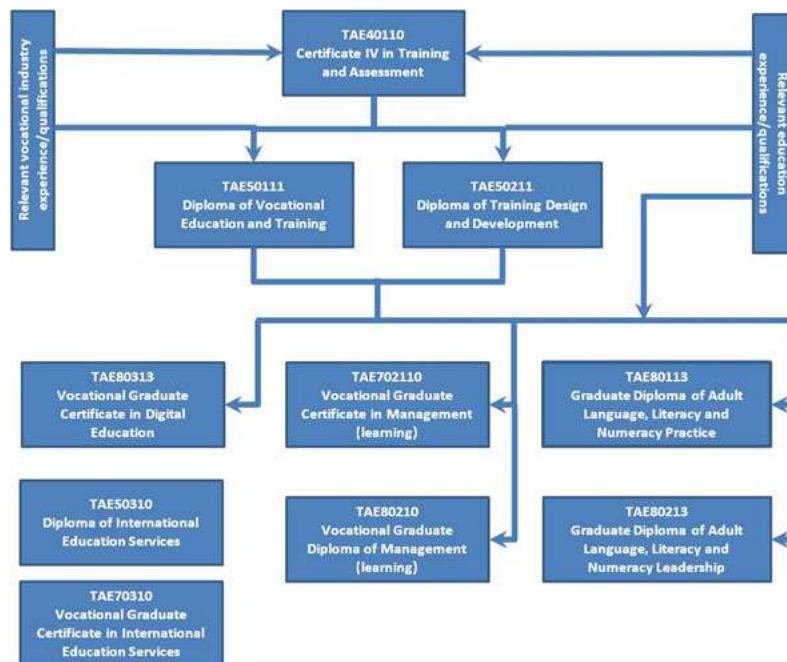 Relevant vocational industry
experience/qualifications
TAE40110
Certificate IV in Training
and Assessment
Relevant education
experience/qualifications
TAE50111
Diploma of Vocational
Education and Training
TAE50211
Diploma of Training Design
and Development
TAE80313
Vocational Graduate
Certificate in Digital
Education
TAE702110
Vocational Graduate
Certificate in Management
(learning)
TAE80113
Graduate Diploma of Adult
Language, Literacy and
Numeracy Practice
TAE50310
Diploma of International
Education Services
TAE80210
Vocational Graduate
Diploma of Management
(learning)
TAE80213
Graduate Diploma of Adult
Language, Literacy and
Numeracy Leadership
TAE70310
Vocational Graduate
Certificate in International
Education Services